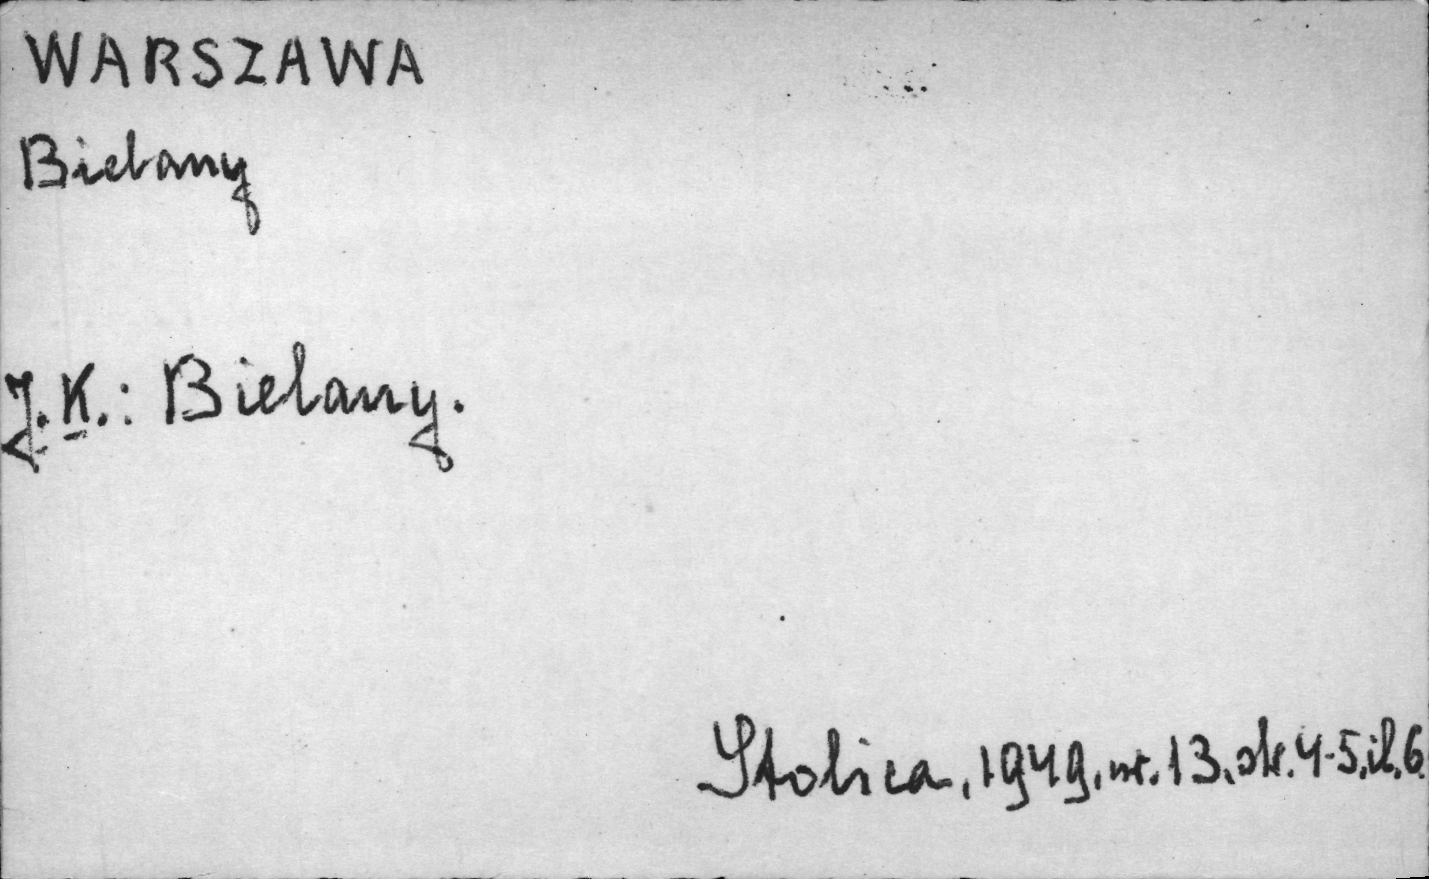 WARSZAWA
Bielany
J.K.: Bielany.
Stolica, 1949, nr. 13, str. 4-5, il. 6.